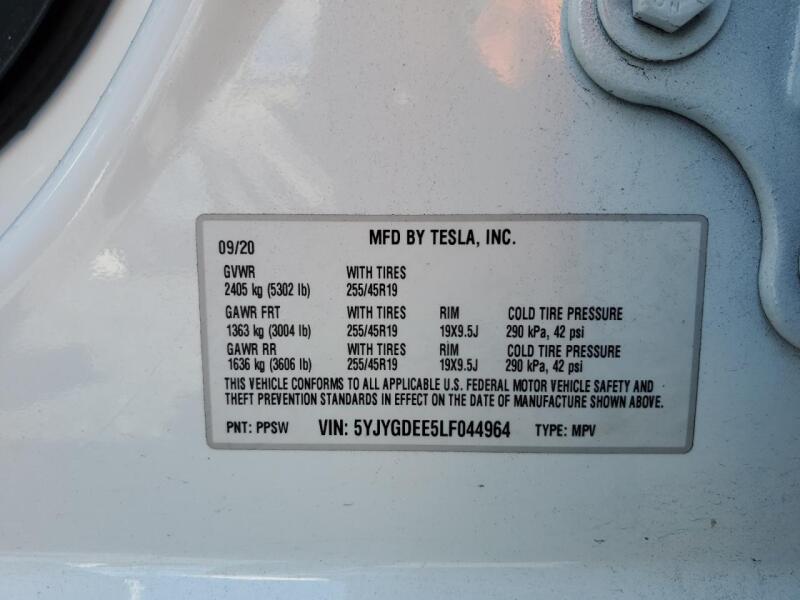 MFD BY TESLA, INC.
09/20
GVWR WITH TIRES
2405 kg (5302 lb) 255/45R19
GAWR FRT WITH TIRES RIM COLD TIRE PRESSURE
1363 kg (3004 lb) 255/45R19 19X9.5J 290 kPa, 42 psi
GAWR RR WITH TIRES RIM COLD TIRE PRESSURE
1636 kg (3606 lb) 255/45R19 19X9.5J 290 kPa, 42 psi
THIS VEHICLE CONFORMS TO ALL APPLICABLE U.S. FEDERAL MOTOR VEHICLE SAFETY AND
THEFT PREVENTION STANDARDS IN EFFECT ON THE DATE OF MANUFACTURE SHOWN ABOVE.
PNT: PPSW VIN: 5YJYGDEE5LF044964 TYPE: MPV